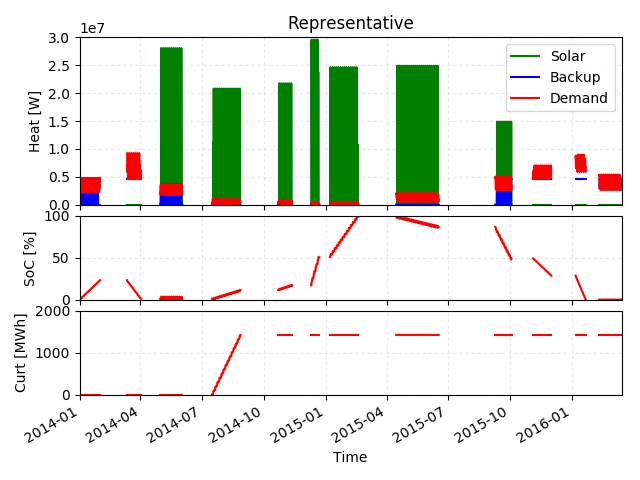 Representative
1e7
3.0
2.5
2.0
1.5
1.0
0.5
0.0
Heat [W]
Solar
Backup
Demand
100
50
0
SoC [%]
2000
1000
0
Curt [MWh]
2014-01
2014-04
2014-07
2014-10
2015-01
2015-04
2015-07
2015-10
2016-01
Time